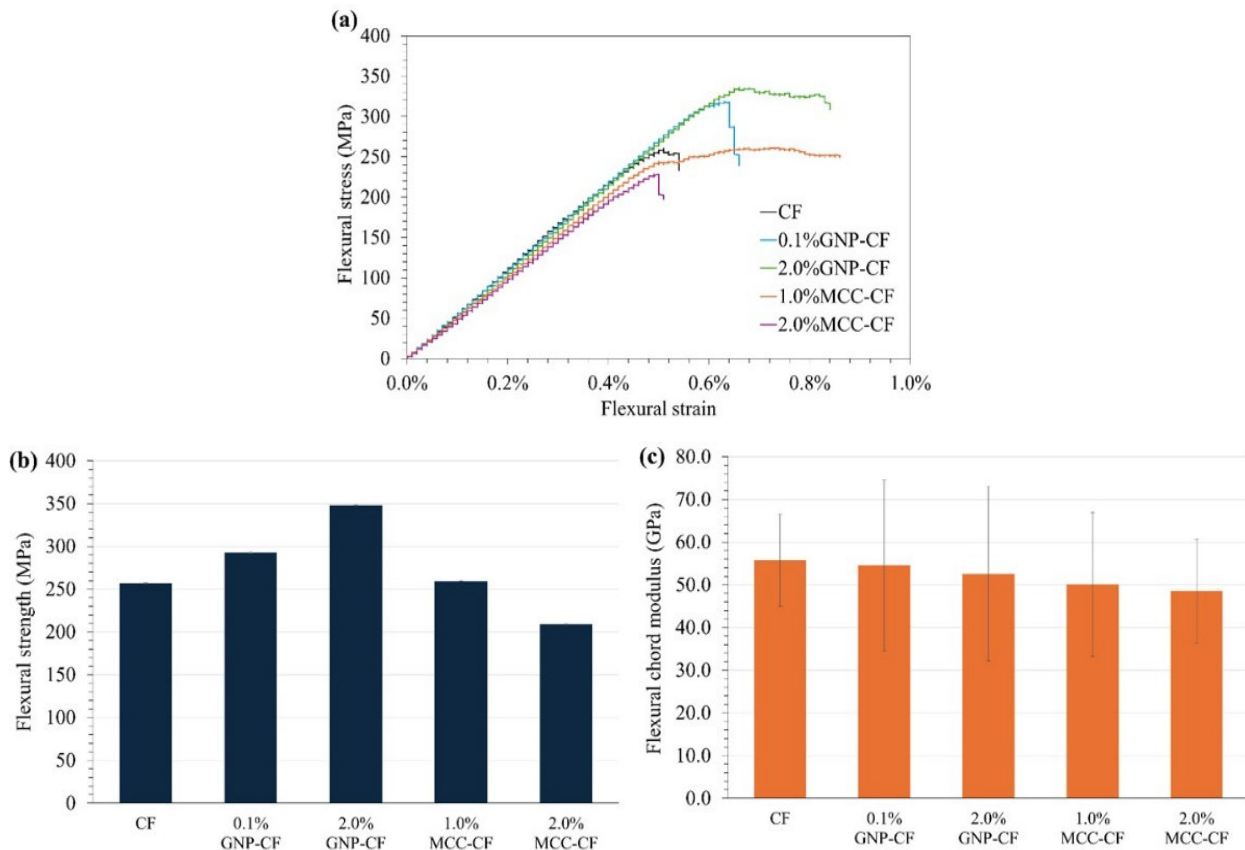 (a)
400
350
300
250
200
150
100
50
0
Flexural stress (MPa)
0.0%
0.2%
0.4%
0.6%
0.8%
1.0%
Flexural strain
CF
0.1%GNP-CF
2.0%GNP-CF
1.0%MCC-CF
2.0%MCC-CF
(b)
400
350
300
250
200
150
100
50
0
Flexural strength (MPa)
CF
0.1%
GNP-CF
2.0%
GNP-CF
1.0%
MCC-CF
2.0%
MCC-CF
(c)
80.0
70.0
60.0
50.0
40.0
30.0
20.0
10.0
0.0
Flexural chord modulus (GPa)
CF
0.1%
GNP-CF
2.0%
GNP-CF
1.0%
MCC-CF
2.0%
MCC-CF